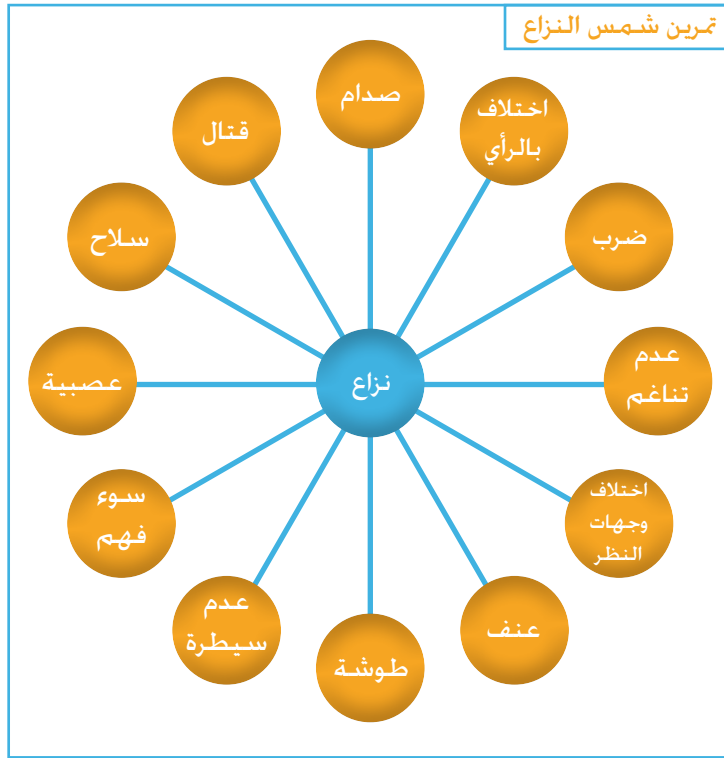 تمرين شمس النزاع
صدام
اختلاف
بالرأي
ضرب
عدم
تناغم
اختلاف
وجهات
النظر
عنف
طوشة
عدم
سيطرة
سوء
فهم
عصبية
سلاح
قتال
نزاع